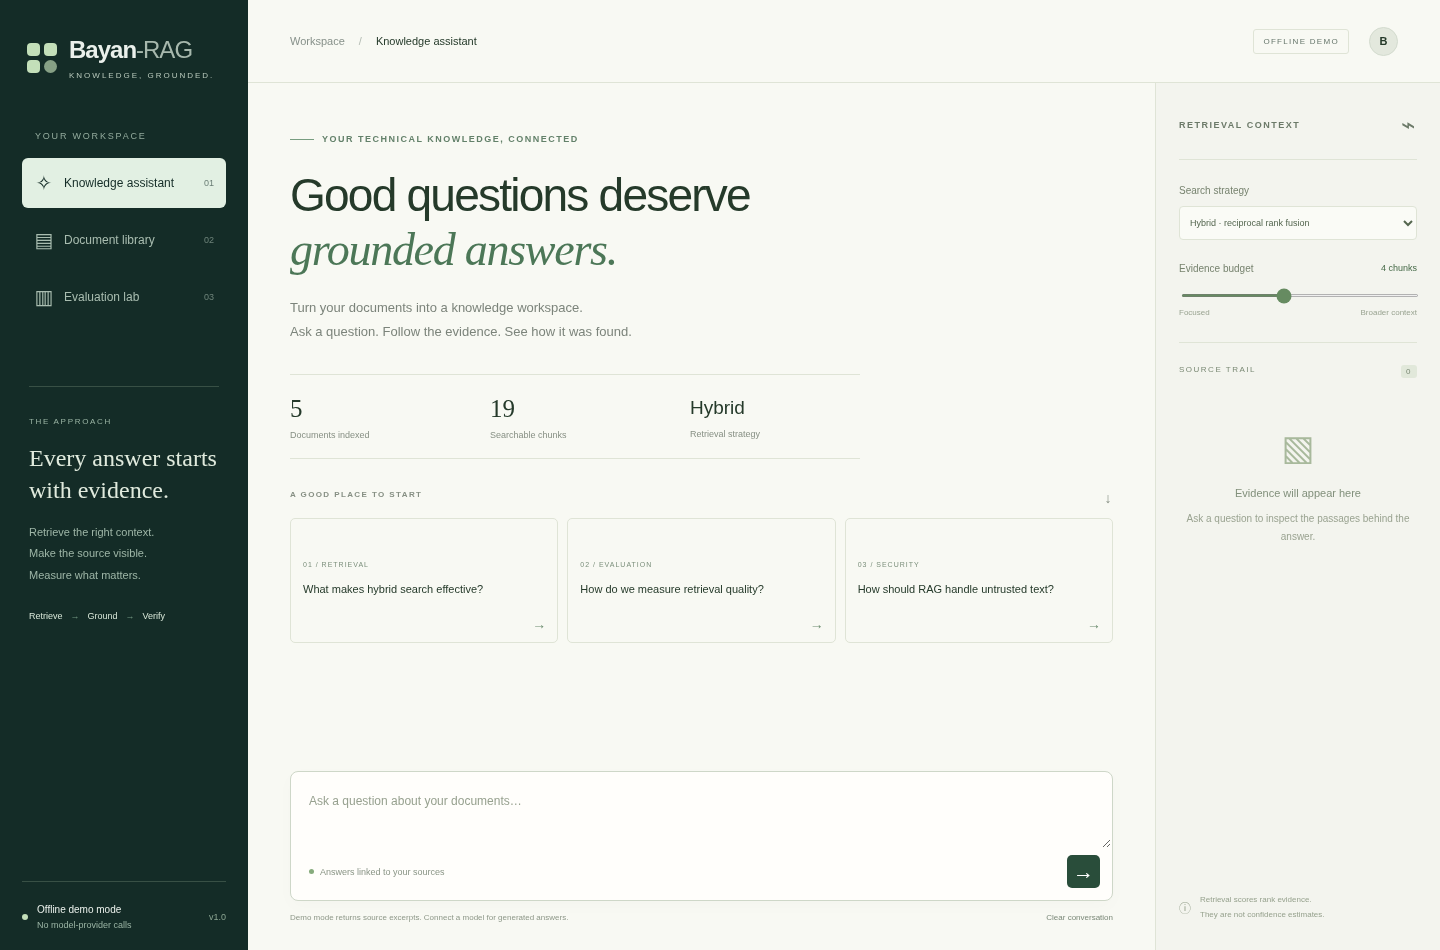 Bayan-RAG
KNOWLEDGE, GROUNDED.
YOUR WORKSPACE
Knowledge assistant 01
Document library 02
Evaluation lab 03
THE APPROACH
Every answer starts
with evidence.
Retrieve the right context.
Make the source visible.
Measure what matters.
Retrieve → Ground → Verify
Offline demo mode
No model-provider calls
v1.0
Workspace / Knowledge assistant
OFFLINE DEMO
B
YOUR TECHNICAL KNOWLEDGE, CONNECTED
Good questions deserve
grounded answers.
Turn your documents into a knowledge workspace.
Ask a question. Follow the evidence. See how it was found.
5
Documents indexed
19
Searchable chunks
Hybrid
Retrieval strategy
A GOOD PLACE TO START ↓
01 / RETRIEVAL
What makes hybrid search effective?
→
02 / EVALUATION
How do we measure retrieval quality?
→
03 / SECURITY
How should RAG handle untrusted text?
→
Ask a question about your documents…
Answers linked to your sources
→
Demo mode returns source excerpts. Connect a model for generated answers.
Clear conversation
RETRIEVAL CONTEXT
Search strategy
Hybrid · reciprocal rank fusion
Evidence budget 4 chunks
Focused Broader context
SOURCE TRAIL 0
Evidence will appear here
Ask a question to inspect the passages behind the
answer.
Retrieval scores rank evidence.
They are not confidence estimates.